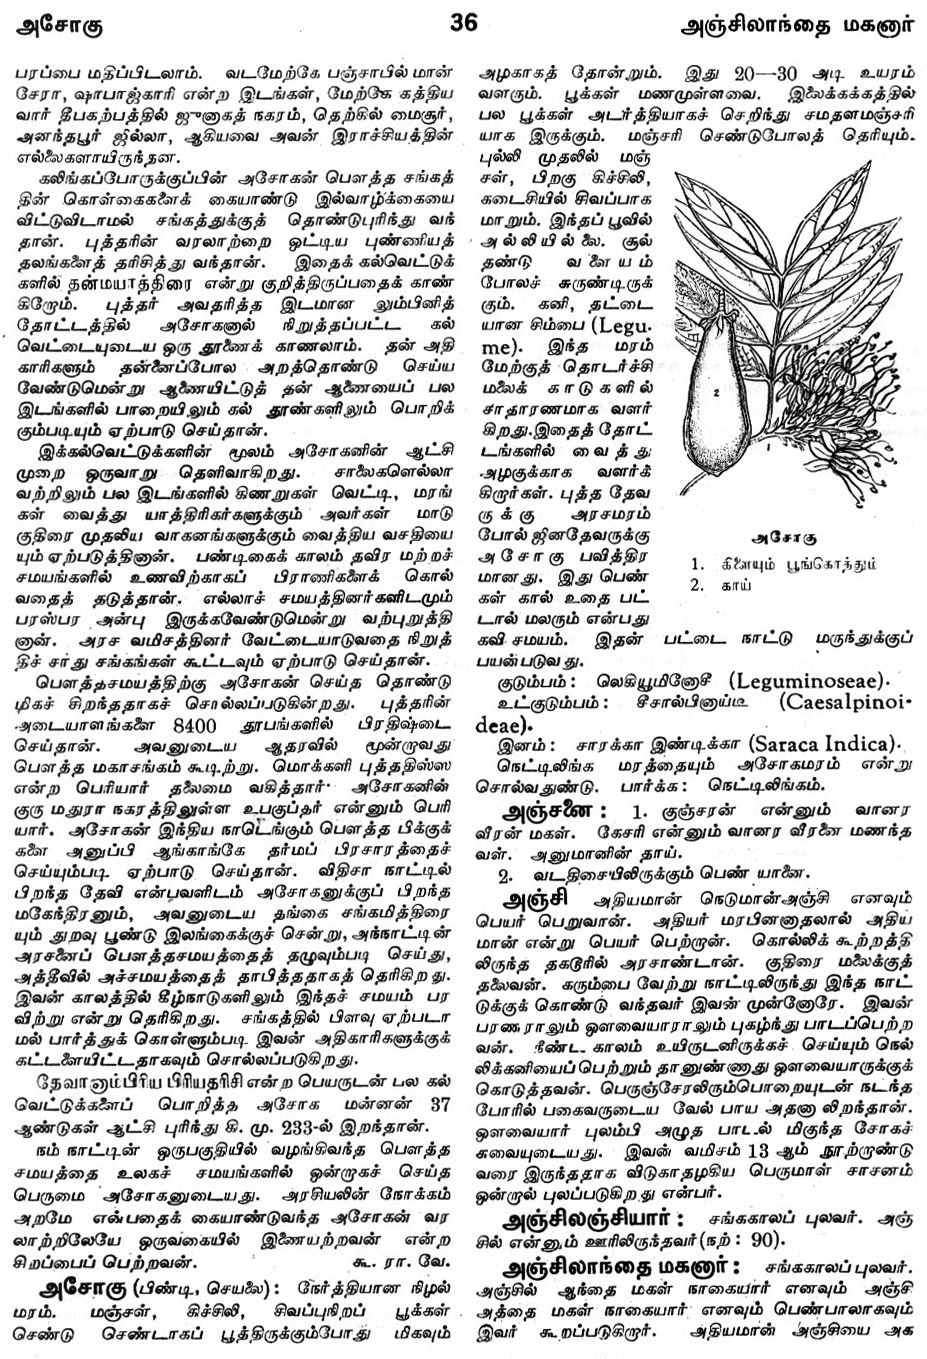 அசோகு 36 அஞ்சிலாந்தை மகனார்
பரப்பை மதிப்பிடலாம். வடமேற்கே பஞ்சாபில் மான்
சேரா, ஷாபாஜ்காரி என்ற இடங்கள், மேற்கே கத்திய
வார் தீபகற்பத்தில் ஜுனாகத் நகரம், தெற்கில் மைசூர்,
அனந்தபூர் ஜில்லா, ஆகியவை அவன் இராச்சியத்தின்
எல்லைகளாயிருந்தன.
கலிங்கப்போருக்குப்பின் அசோகன் பௌத்த சங்கத்
தின் கொள்கைகளைக் கையாண்டு இல்வாழ்க்கையை
விட்டுவிடாமல் சங்கத்துக்குத் தொண்டுபுரிந்து வந்
தான். புத்தரின் வரலாற்றை ஒட்டிய புண்ணியத்
தலங்களைத் தரிசித்து வந்தான். இதைக் கல்வெட்டுக்
களில் தன்மயாத்திரை என்று குறித்திருப்பதைக் காண்
கிறோம். புத்தர் அவதரித்த இடமான லும்பினித்
தோட்டத்தில் அசோகனால் நிறுத்தப்பட்ட கல்
வெட்டையுடைய ஒரு தூணைக் காணலாம். தன் அதி
காரிகளும் தன்னைப்போல அறத்தொண்டு செய்ய
வேண்டுமென்று ஆணையிட்டுத் தன் ஆணையைப் பல
இடங்களில் பாறையிலும் கல் தூண்களிலும் பொறிக்
கும்படியும் ஏற்பாடு செய்தான்.
இக்கல்வெட்டுக்களின் மூலம் அசோகனின் ஆட்சி
முறை ஒருவாறு தெளிவாகிறது. சாலைகளெல்லா
வற்றிலும் பல இடங்களில் கிணறுகள் வெட்டி, மரங்
கள் வைத்து யாத்திரிகர்களுக்கும் அவர்கள் மாடு
குதிரை முதலிய வாகனங்களுக்கும் வைத்திய வசதியை
யும் ஏற்படுத்தினான். பண்டிகைக் காலம் தவிர மற்றச்
சமயங்களில் உணவிற்காகப் பிராணிகளைக் கொல்
வதைத் தடுத்தான். எல்லாச் சமயத்தினர்களிடமும்
பரஸ்பர அன்பு இருக்கவேண்டுமென்று வற்புறுத்தி
னான். அரச வமிசத்தினர் வேட்டையாடுவதை நிறுத்
திச் சாது சங்கங்கள் கூட்டவும் ஏற்பாடு செய்தான்.
பௌத்தசமயத்திற்கு அசோகன் செய்த தொண்டு
மிகச் சிறந்ததாகச் சொல்லப்படுகின்றது. புத்தரின்
அடையாளங்களை 8400 தூபங்களில் பிரதிஷ்டை
செய்தான். அவனுடைய ஆதரவில் மூன்றாவது
பௌத்த மகாசங்கம் கூடிற்று. மொக்களி புத்ததிஸ்ஸ
என்ற பெரியார் தலைமை வகித்தார். அசோகனின்
குரு மதுரா நகரத்திலுள்ள உபகுப்தர் என்னும் பெரி
யார். அசோகன் இந்திய நாடெங்கும் பௌத்த பிக்குக்
களை அனுப்பி ஆங்காங்கே தர்மப் பிரசாரத்தைச்
செய்யும்படி ஏற்பாடு செய்தான். விதிசா நாட்டில்
பிறந்த தேவி என்பவளிடம் அசோகனுக்குப் பிறந்த
மகேந்திரனும், அவனுடைய தங்கை சங்கமித்திரை
யும் துறவு பூண்டு இலங்கைக்குச் சென்று, அந்நாட்டின்
அரசனைப் பௌத்தசமயத்தைத் தழுவும்படி செய்து,
அத்தீவில் அச்சமயத்தைத் தாபித்ததாகத் தெரிகிறது.
இவன் காலத்தில் கீழ்நாடுகளிலும் இந்தச் சமயம் பர
விற்று என்று தெரிகிறது. சங்கத்தில் பிளவு ஏற்படா
மல் பார்த்துக் கொள்ளும்படி இவன் அதிகாரிகளுக்குக்
கட்டளையிட்டதாகவும் சொல்லப்படுகிறது.
தேவானாம்பிரிய பிரியதரிசி என்ற பெயருடன் பல கல்
வெட்டுக்களைப் பொறித்த அசோக மன்னன் 37
ஆண்டுகள் ஆட்சி புரிந்து கி. மு. 233-ல் இறந்தான்.
நம் நாட்டின் ஒருபகுதியில் வழங்கிவந்த பௌத்த
சமயத்தை உலகச் சமயங்களில் ஒன்றாகச் செய்த
பெருமை அசோகனுடையது. அரசியலின் நோக்கம்
அறமே என்பதைக் கையாண்டுவந்த அசோகன் வர
லாற்றிலேயே ஒருவகையில் இணையற்றவன் என்ற
சிறப்பைப் பெற்றவன். கூ. ரா. வே.
அசோகு (பிண்டி, செயலை) : நேர்த்தியான நிழல்
மரம். மஞ்சள், கிச்சிலி, சிவப்புநிறப் பூக்கள்
செண்டு செண்டாகப் பூத்திருக்கும்போது மிகவும்
அழகாகத் தோன்றும். இது 20—30 அடி உயரம்
வளரும். பூக்கள் மணமுள்ளவை. இலைக்கக்கத்தில்
பல பூக்கள் அடர்த்தியாகச் செறிந்து சமதளமஞ்சரி
யாக இருக்கும். மஞ்சரி செண்டுபோலத் தெரியும்.
புல்லி முதலில் மஞ்
சள், பிறகு கிச்சிலி,
கடைசியில் சிவப்பாக
மாறும். இந்தப் பூவில்
அல்லியில்லை. சூல்
தண்டு வளையம்
போலச் சுருண்டிருக்
கும். கனி, தட்டை
யான சிம்பை (Legu-
me). இந்த மரம்
மேற்குத் தொடர்ச்சி
மலைக் காடுகளில்
சாதாரணமாக வளர்
கிறது. இதைத் தோட்
டங்களில் வைத்து
அழகுக்காக வளர்க்
கிறார்கள். புத்த தேவ
ருக்கு அரசமரம்
போல் ஜினதேவருக்கு
அசோகு பவித்திர
மானது. இது பெண்
கள் கால் உதை பட்
டால் மலரும் என்பது
கவி சமயம். இதன் பட்டை நாட்டு மருந்துக்குப்
பயன்படுவது.
2
1
அசோகு
1. கிளையும் பூங்கொத்தும்
2. காய்
குடும்பம் : லெகியூமினோசீ (Leguminoseae).
உட்குடும்பம் : சீசால்பினாய்டீ (Caesalpinoi-
deae).
இனம் : சாரக்கா இண்டிக்கா (Saraca Indica).
நெட்டிலிங்க மரத்தையும் அசோகமரம் என்று
சொல்வதுண்டு. பார்க்க : நெட்டிலிங்கம்.
அஞ்சனை : 1. குஞ்சரன் என்னும் வானர
வீரன் மகள். கேசரி என்னும் வானர வீரனை மணந்த
வள். அனுமானின் தாய்.
2. வடதிசையிலிருக்கும் பெண் யானை.
அஞ்சி அதியமான் நெடுமான்அஞ்சி எனவும்
பெயர் பெறுவான். அதியர் மரபினனாதலால் அதிய
மான் என்று பெயர் பெற்றான். கொல்லிக் கூற்றத்தி
லிருந்த தகடூரில் அரசாண்டான். குதிரை மலைக்குத்
தலைவன். கரும்பை வேற்று நாட்டிலிருந்து இந்த நாட்
டுக்குக் கொண்டு வந்தவர் இவன் முன்னோரே. இவன்
பரணராலும் ஔவையாராலும் புகழ்ந்து பாடப்பெற்ற
வன். நீண்ட காலம் உயிருடனிருக்கச் செய்யும் நெல்
லிக்கனியைப்பெற்றும் தானுண்ணாது ஔவையாருக்குக்
கொடுத்தவன். பெருஞ்சேரலிரும்பொறையுடன் நடந்த
போரில் பகைவருடைய வேல் பாய அதனா லிறந்தான்.
ஔவையார் புலம்பி அழுத பாடல் மிகுந்த சோகச்
சுவையுடையது. இவன் வமிசம் 13 ஆம் நூற்றாண்டு
வரை இருந்ததாக விடுகாதழகிய பெருமாள் சாசனம்
ஒன்றால் புலப்படுகிறது என்பர்.
அஞ்சிலஞ்சியார் : சங்ககாலப் புலவர். அஞ்
சில் என்னும் ஊரிலிருந்தவர் (நற் : 90).
அஞ்சிலாந்தை மகனார் : சங்ககாலப் புலவர்.
அஞ்சில் ஆந்தை மகள் நாகையார் எனவும் அஞ்சி
அத்தை மகள் நாகையார் எனவும் பெண்பாலாகவும்
இவர் கூறப்படுகிறார். அதியமான் அஞ்சியை அக